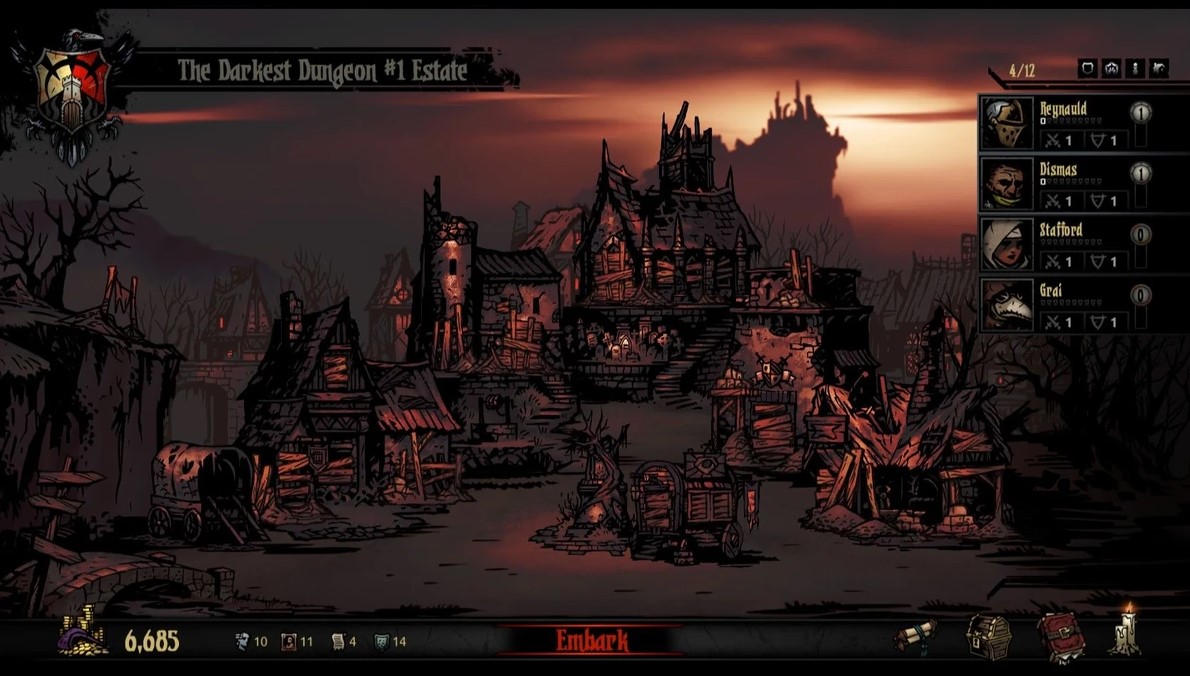 The Darkest Dungeon #1 Estate
4/12
Reynauld
1
1 1
Dismas
1
1 1
Stafford
0
1 1
Grai
0
1 1
6,685 10 11 4 14
Embark